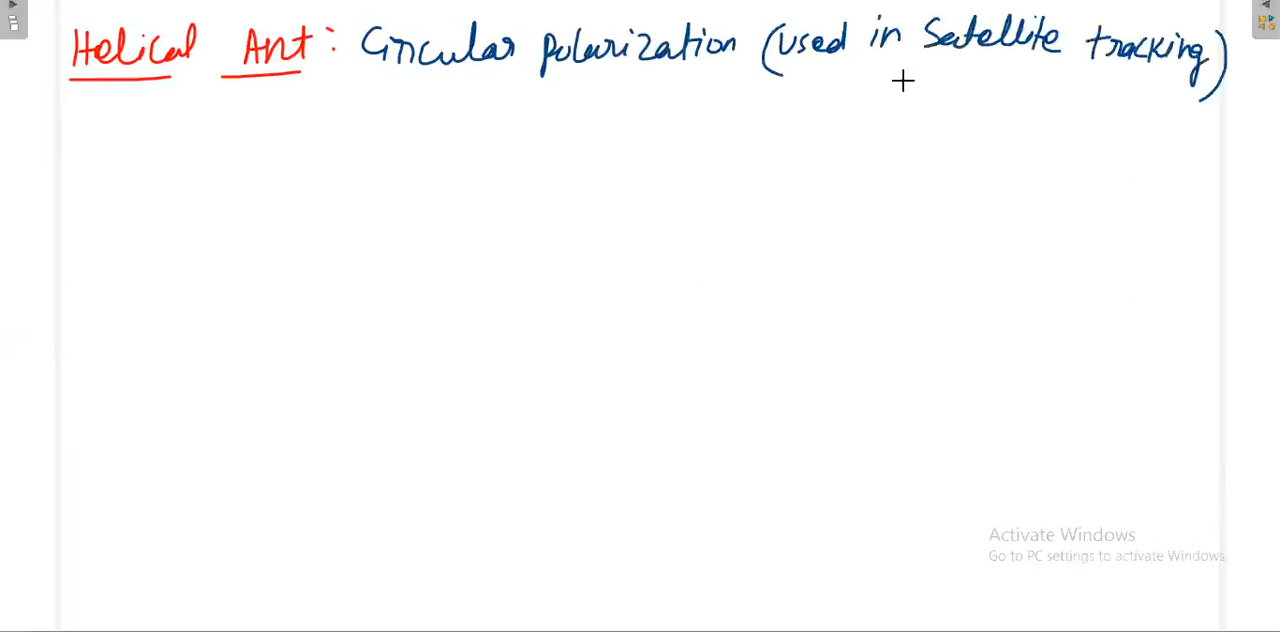 Helical Ant: Circular polarization (used in Satellite tracking)
Activate Windows
Go to PC settings to activate Windows.